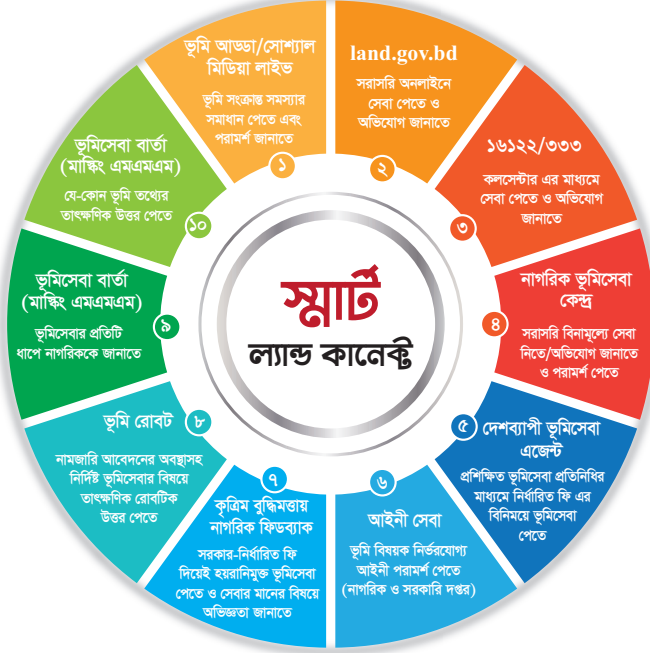 স্মার্ট
ল্যান্ড কানেক্ট
ভূমি আড্ডা/সোশ্যাল
মিডিয়া লাইভ
ভূমি সংক্রান্ত সমস্যার
সমাধান পেতে এবং
পরামর্শ জানাতে
১
land.gov.bd
সরাসরি অনলাইনে
সেবা পেতে ও
অভিযোগ জানাতে
২
১৬১২২/৩৩৩
কলসেন্টার এর মাধ্যমে
সেবা পেতে ও অভিযোগ
জানাতে
৩
নাগরিক ভূমিসেবা
কেন্দ্র
সরাসরি বিনামূল্যে সেবা
নিতে/অভিযোগ জানাতে
ও পরামর্শ পেতে
৪
দেশব্যাপী ভূমিসেবা
এজেন্ট
প্রশিক্ষিত ভূমিসেবা প্রতিনিধির
মাধ্যমে নির্ধারিত ফি এর
বিনিময়ে ভূমিসেবা
পেতে
৫
আইনী সেবা
ভূমি বিষয়ক নির্ভরযোগ্য
আইনী পরামর্শ পেতে
(নাগরিক ও সরকারি দপ্তর)
৬
কৃত্রিম বুদ্ধিমত্তায়
নাগরিক ফিডব্যাক
সরকার-নির্ধারিত ফি
দিয়েই হয়রানিমুক্ত ভূমিসেবা
পেতে ও সেবার মানের বিষয়ে
অভিজ্ঞতা জানাতে
৭
ভূমি রোবট
নামজারি আবেদনের অবস্থাসহ
নির্দিষ্ট ভূমিসেবার বিষয়ে
তাৎক্ষণিক রোবটিক
উত্তর পেতে
৮
ভূমিসেবা বার্তা
(মাস্কিং এমএমএম)
ভূমিসেবার প্রতিটি
ধাপে নাগরিককে জানাতে
৯
ভূমিসেবা বার্তা
(মাস্কিং এমএমএম)
যে-কোন ভূমি তথ্যের
তাৎক্ষণিক উত্তর পেতে
১০